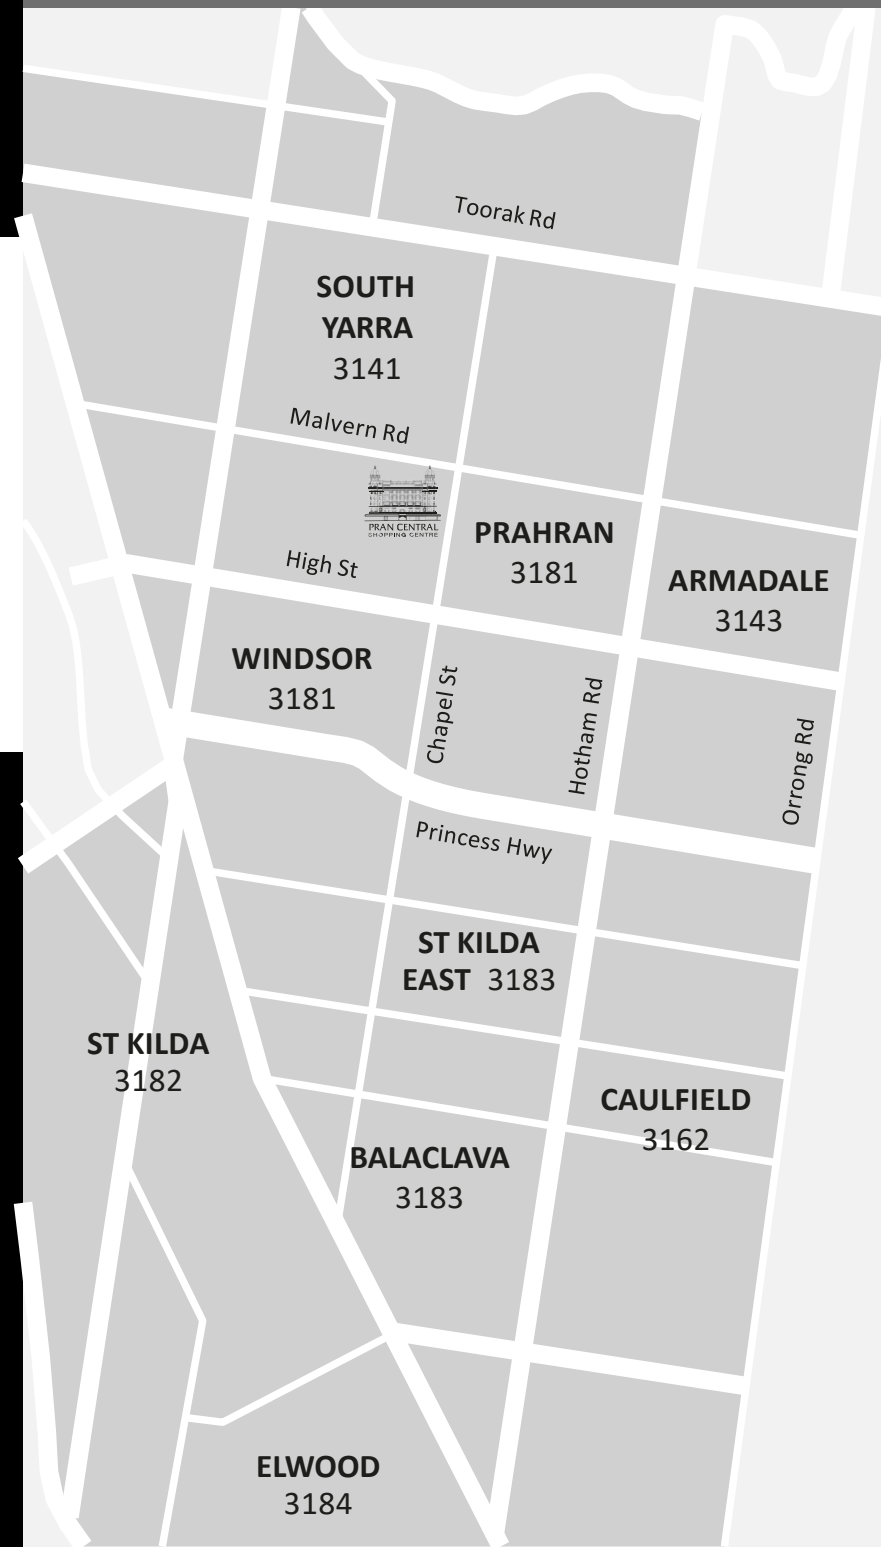 Toorak Rd
SOUTH
YARRA
3141
Malvern Rd
PRAN CENTRAL
SHOPPING CENTRE
PRAHRAN
3181
High St
ARMADALE
3143
WINDSOR
3181
Chapel St
Hotham Rd
Orrong Rd
Princess Hwy
ST KILDA
EAST 3183
ST KILDA
3182
CAULFIELD
3162
BALACLAVA
3183
ELWOOD
3184